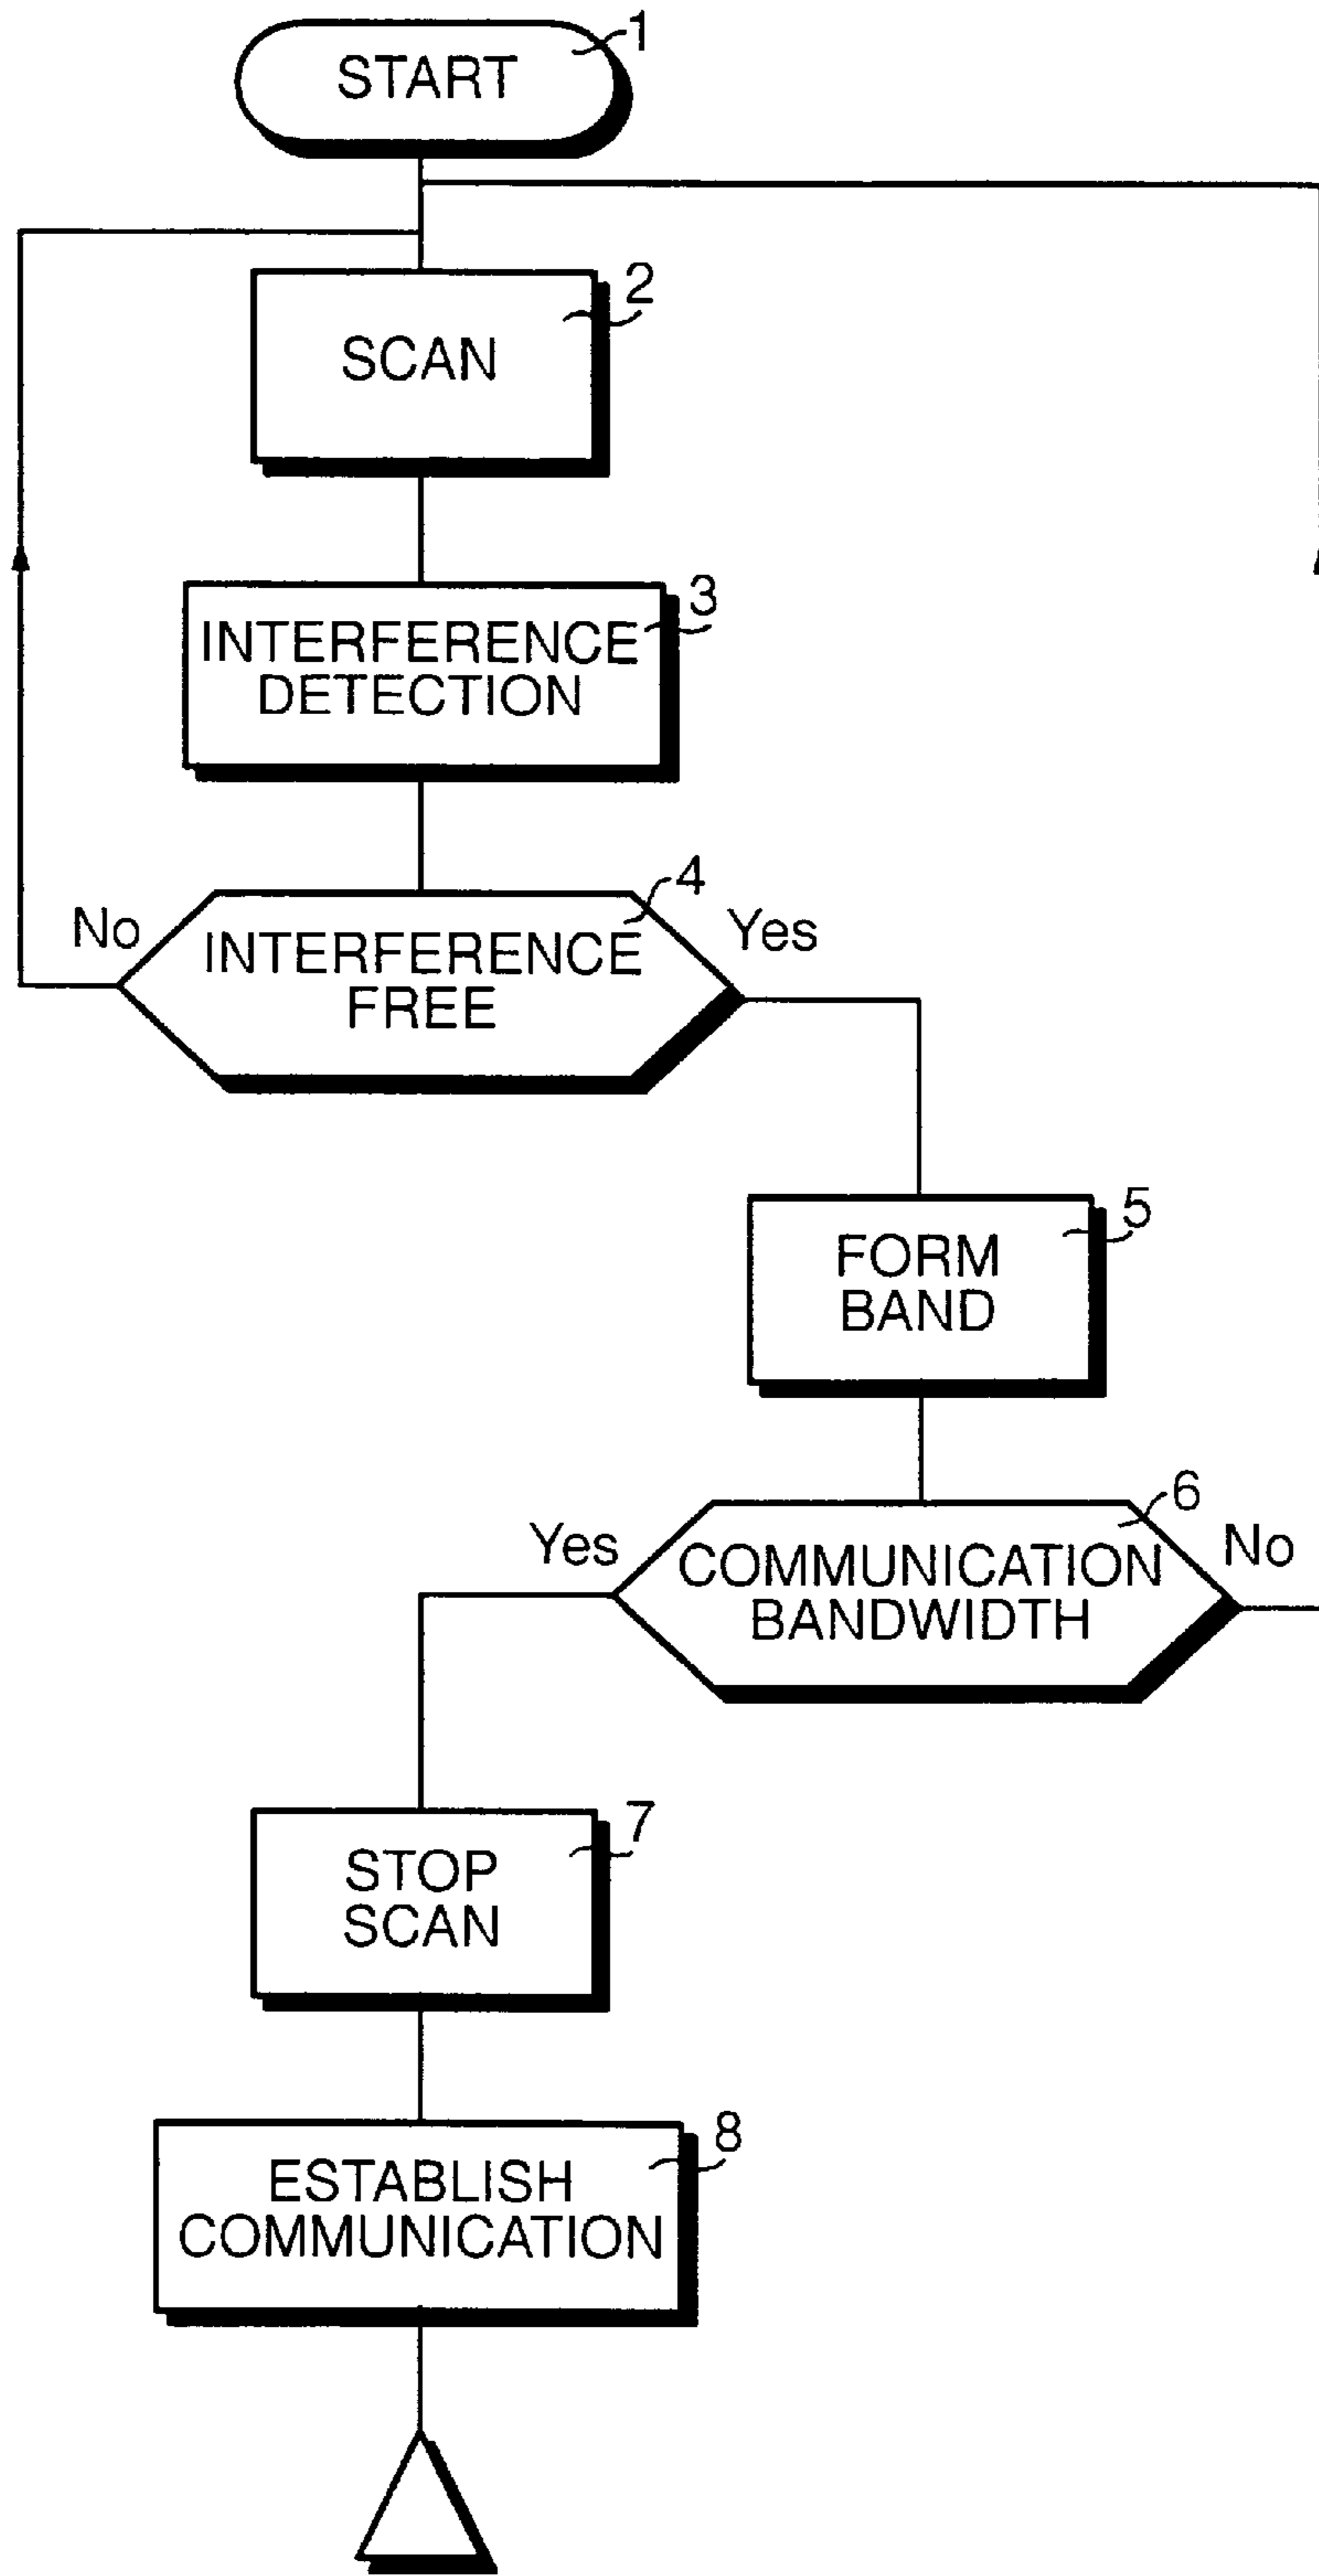 1
START
2
SCAN
3
INTERFERENCE
DETECTION
4
No
Yes
INTERFERENCE
FREE
5
FORM
BAND
6
Yes
No
COMMUNICATION
BANDWIDTH
7
STOP
SCAN
8
ESTABLISH
COMMUNICATION